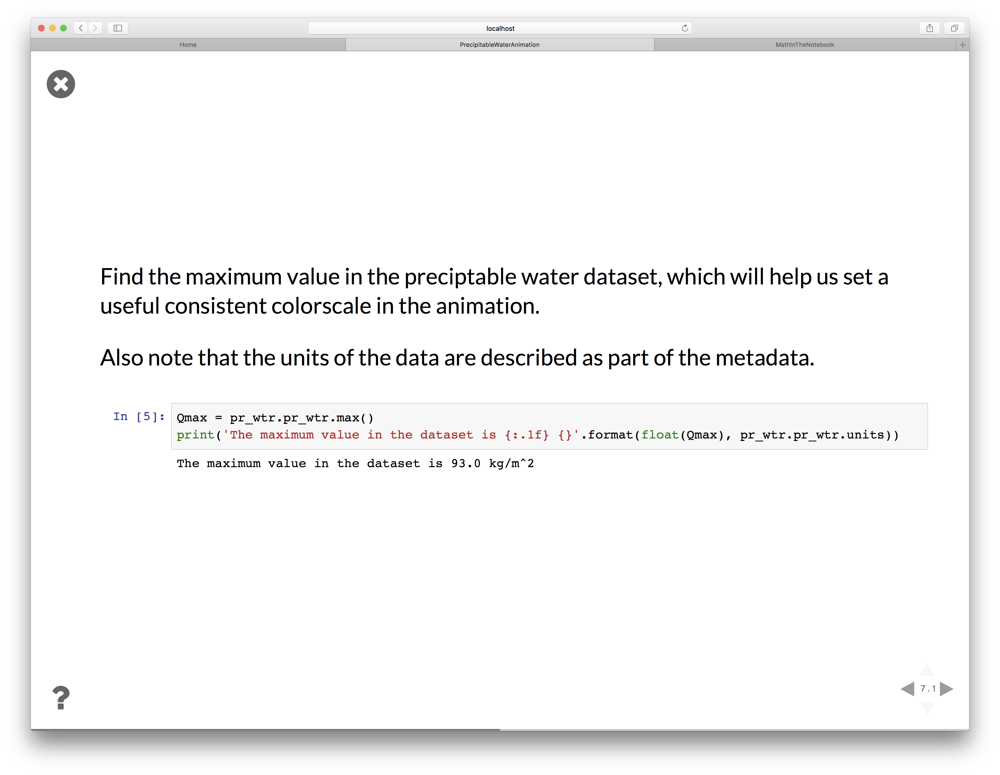 localhost
Home
PrecipitableWaterAnimation
MathInTheNotebook
Find the maximum value in the preciptable water dataset, which will help us set a
useful consistent colorscale in the animation.
Also note that the units of the data are described as part of the metadata.
In [5]:
Qmax = pr_wtr.pr_wtr.max()
print('The maximum value in the dataset is {:.1f} {}'.format(float(Qmax), pr_wtr.pr_wtr.units))
The maximum value in the dataset is 93.0 kg/m^2
?
7.1